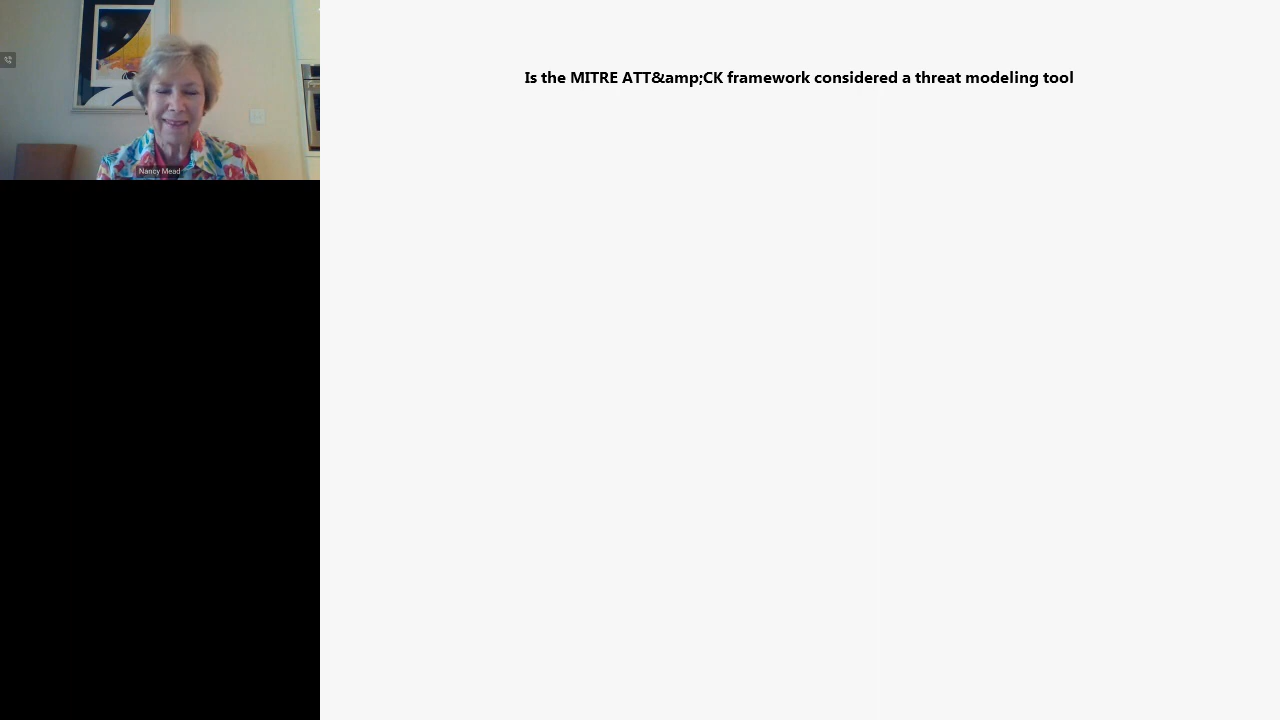 Nancy Mead
Is the MITRE ATT&amp;CK framework considered a threat modeling tool